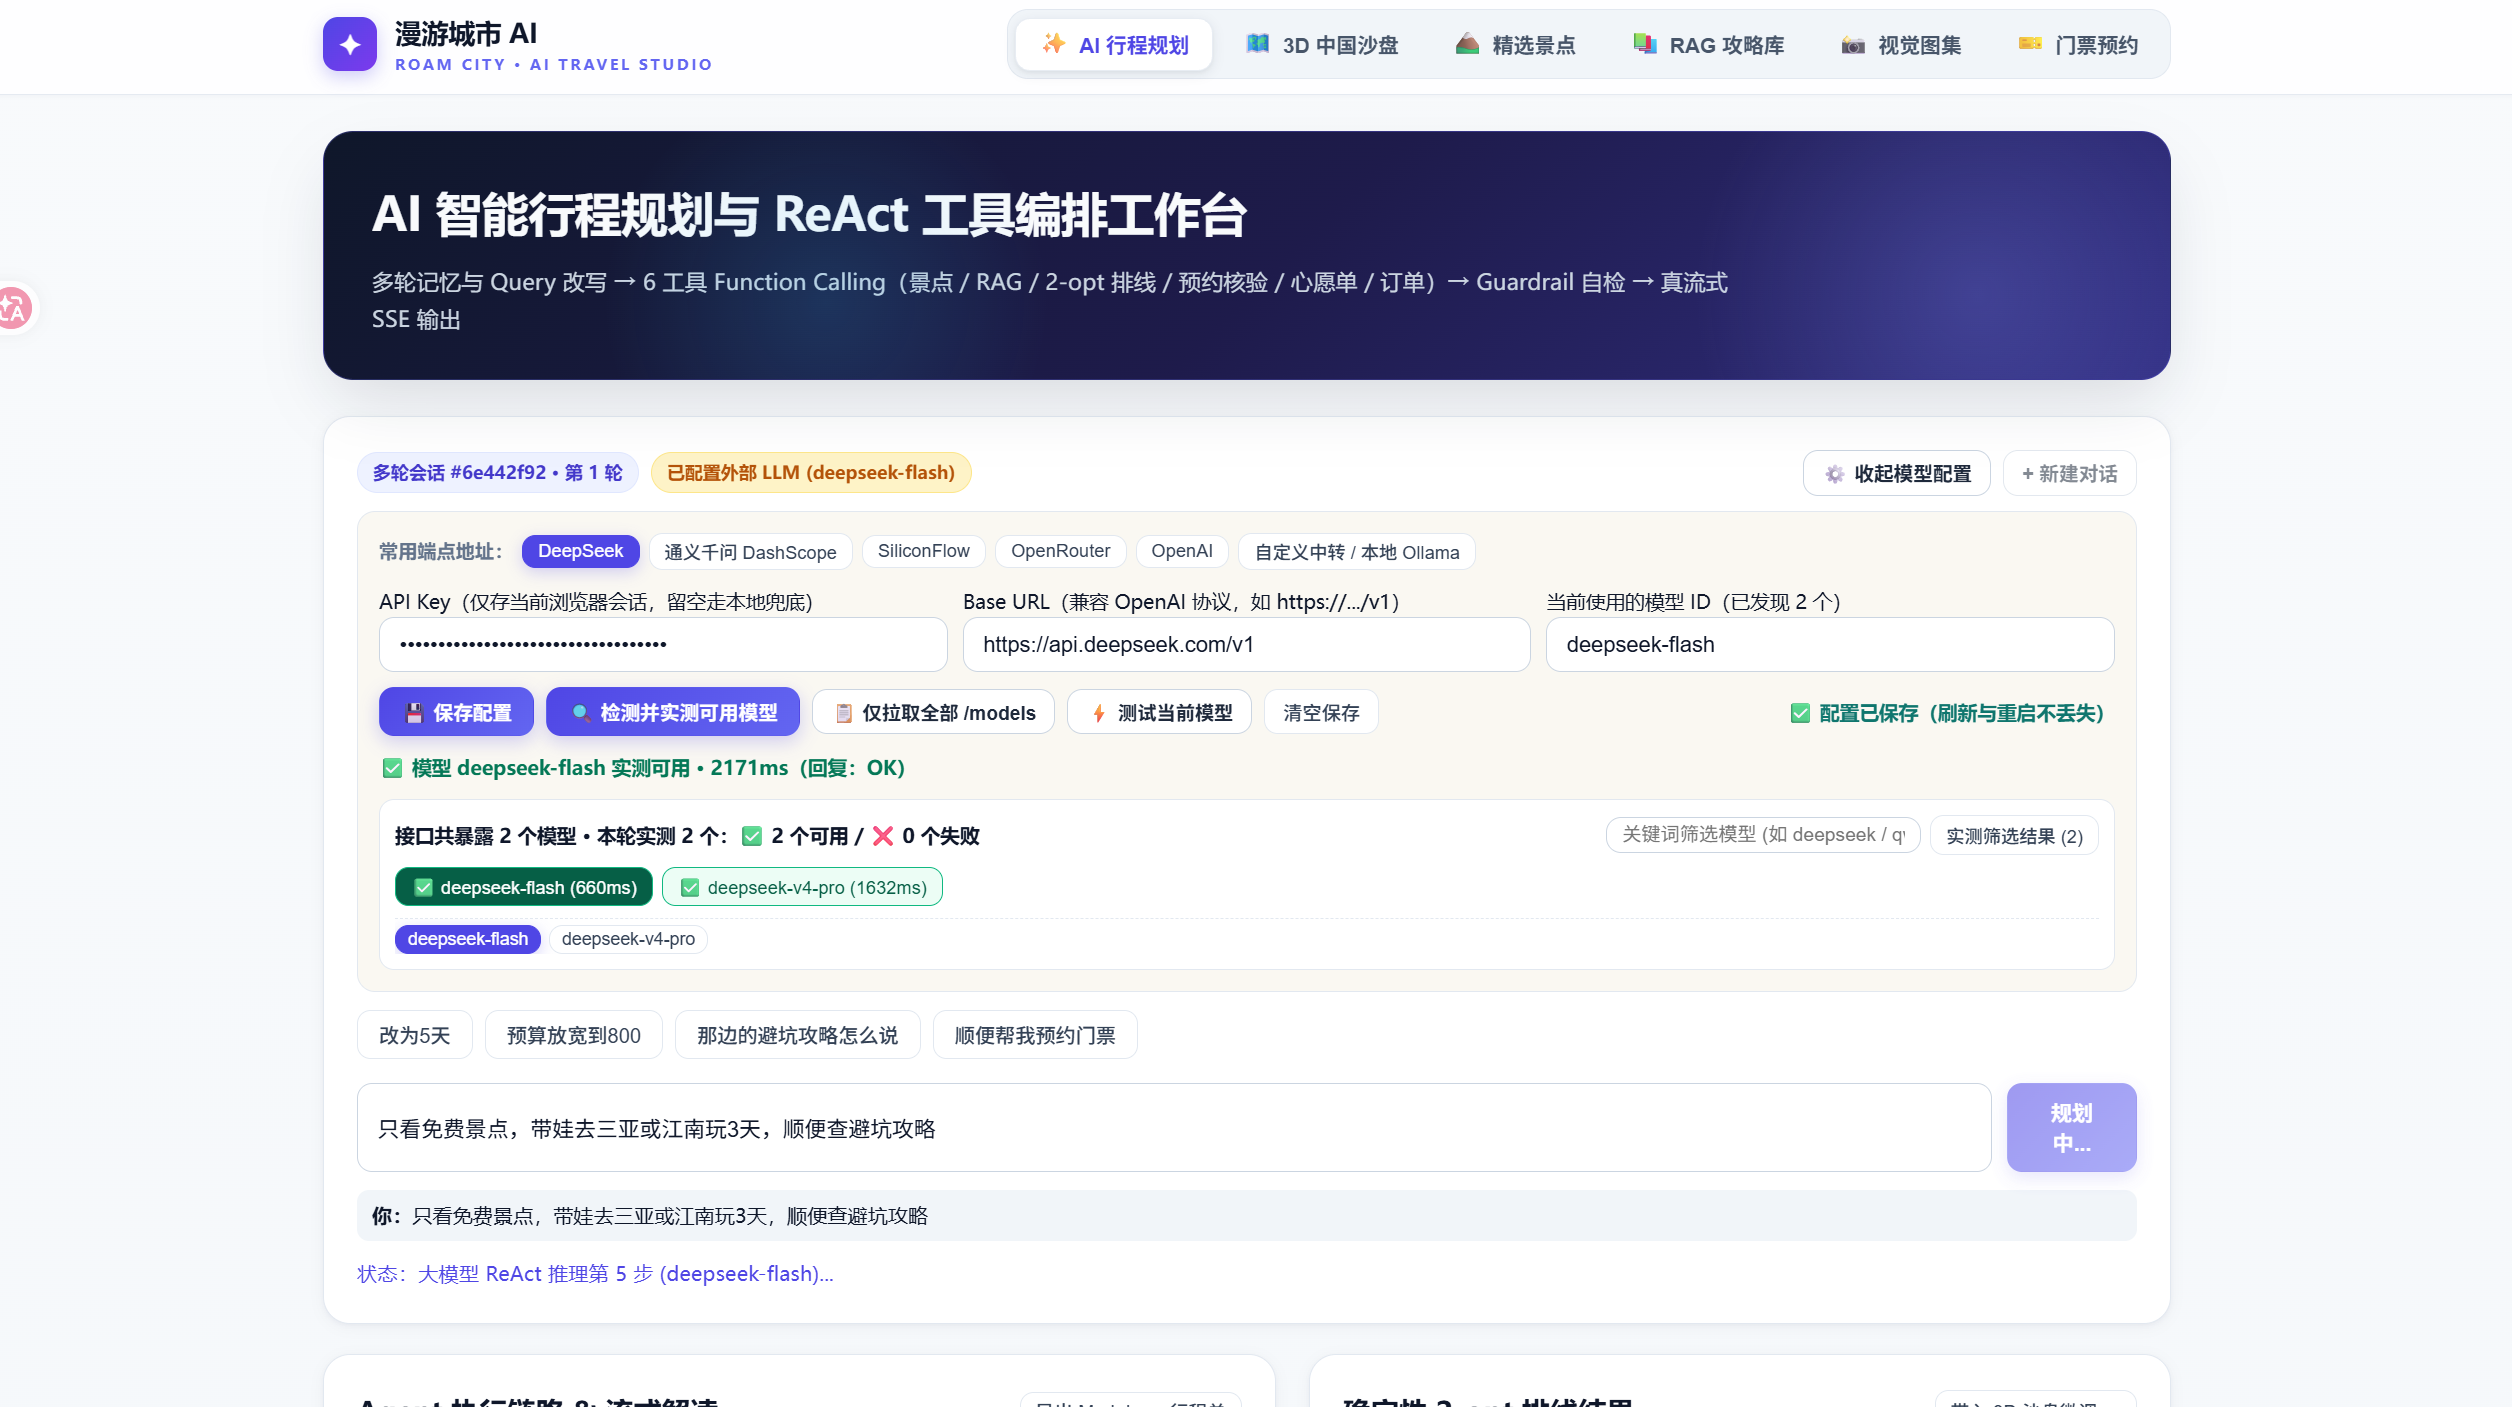 漫游城市 AI
ROAM CITY • AI TRAVEL STUDIO
AI 行程规划
3D 中国沙盘
精选景点
RAG 攻略库
视觉图集
门票预约
AI 智能行程规划与 ReAct 工具编排工作台
多轮记忆与 Query 改写 → 6 工具 Function Calling（景点 / RAG / 2-opt 排线 / 预约核验 / 心愿单 / 订单）→ Guardrail 自检 → 真流式
SSE 输出
多轮会话 #6e442f92 • 第 1 轮
已配置外部 LLM (deepseek-flash)
收起模型配置
+ 新建对话
常用端点地址：
DeepSeek
通义千问 DashScope
SiliconFlow
OpenRouter
OpenAI
自定义中转 / 本地 Ollama
API Key（仅存当前浏览器会话，留空走本地兜底）
Base URL（兼容 OpenAI 协议，如 https://.../v1）
当前使用的模型 ID（已发现 2 个）
https://api.deepseek.com/v1
deepseek-flash
保存配置
检测并实测可用模型
仅拉取全部 /models
测试当前模型
清空保存
配置已保存（刷新与重启不丢失）
模型 deepseek-flash 实测可用 • 2171ms（回复：OK）
接口共暴露 2 个模型 • 本轮实测 2 个：✅ 2 个可用 / ❌ 0 个失败
关键词筛选模型 (如 deepseek / q
实测筛选结果 (2)
deepseek-flash (660ms)
deepseek-v4-pro (1632ms)
deepseek-flash
deepseek-v4-pro
改为5天
预算放宽到800
那边的避坑攻略怎么说
顺便帮我预约门票
只看免费景点，带娃去三亚或江南玩3天，顺便查避坑攻略
规划
中...
你：只看免费景点，带娃去三亚或江南玩3天，顺便查避坑攻略
状态：大模型 ReAct 推理第 5 步 (deepseek-flash)...
Agent 执行链路 & 流式解读
确定性 2-opt 排线结果